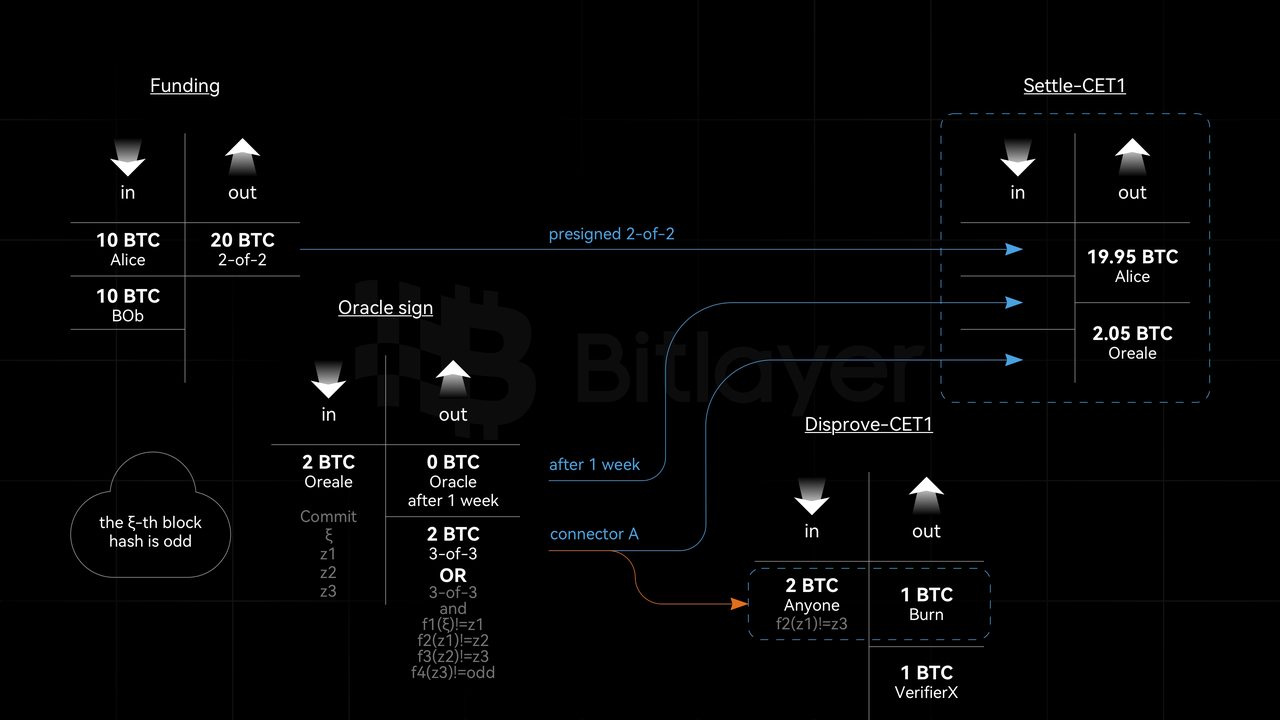 Funding
in
out
10 BTC
Alice
20 BTC
2-of-2
10 BTC
BOb
presigned 2-of-2
Settle-CET1
in
out
19.95 BTC
Alice
2.05 BTC
Oreale
Oracle sign
in
out
2 BTC
Oreale
Commit
ξ
z1
z2
z3
0 BTC
Oracle
after 1 week
2 BTC
3-of-3
OR
3-of-3
and
f1(ξ)!=z1
f2(z1)!=z2
f3(z2)!=z3
f4(z3)!=odd
the ξ-th block
hash is odd
after 1 week
connector A
Bitlayer
Disprove-CET1
in
out
2 BTC
Anyone
f2(z1)!=z3
1 BTC
Burn
1 BTC
VerifierX